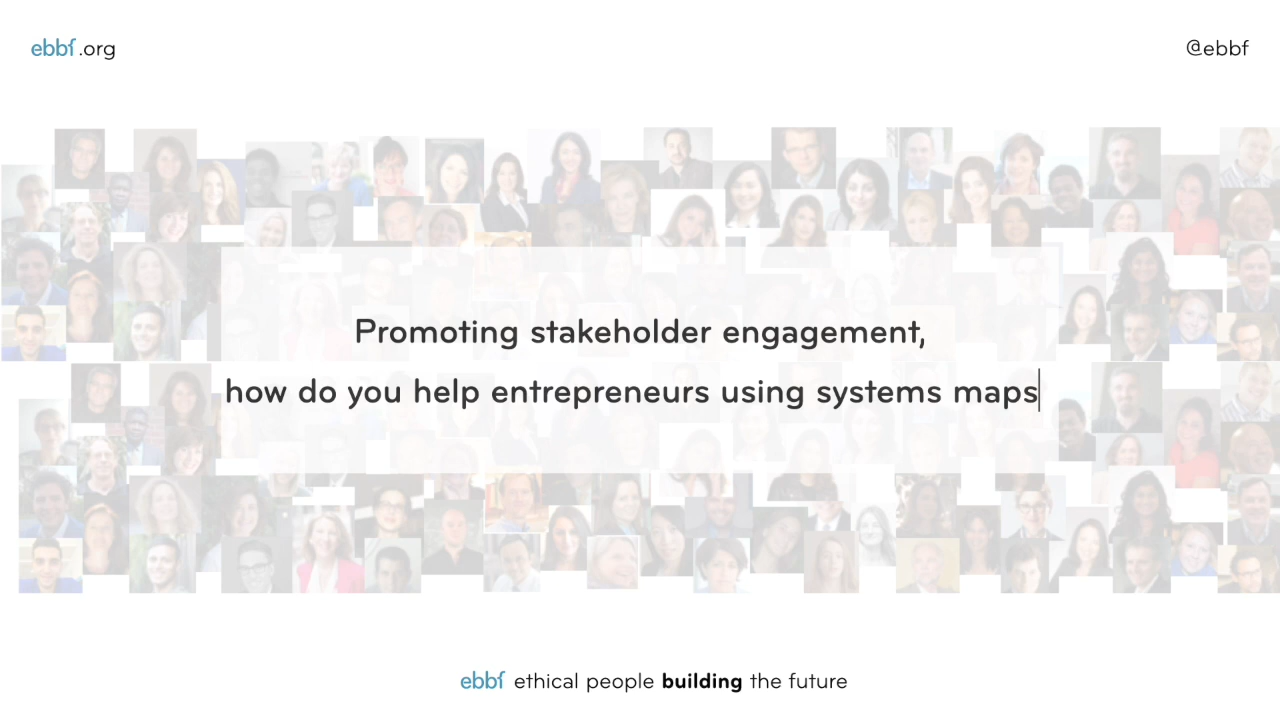 ebbf.org
@ebbf
Promoting stakeholder engagement,
how do you help entrepreneurs using systems maps
ebbf ethical people building the future